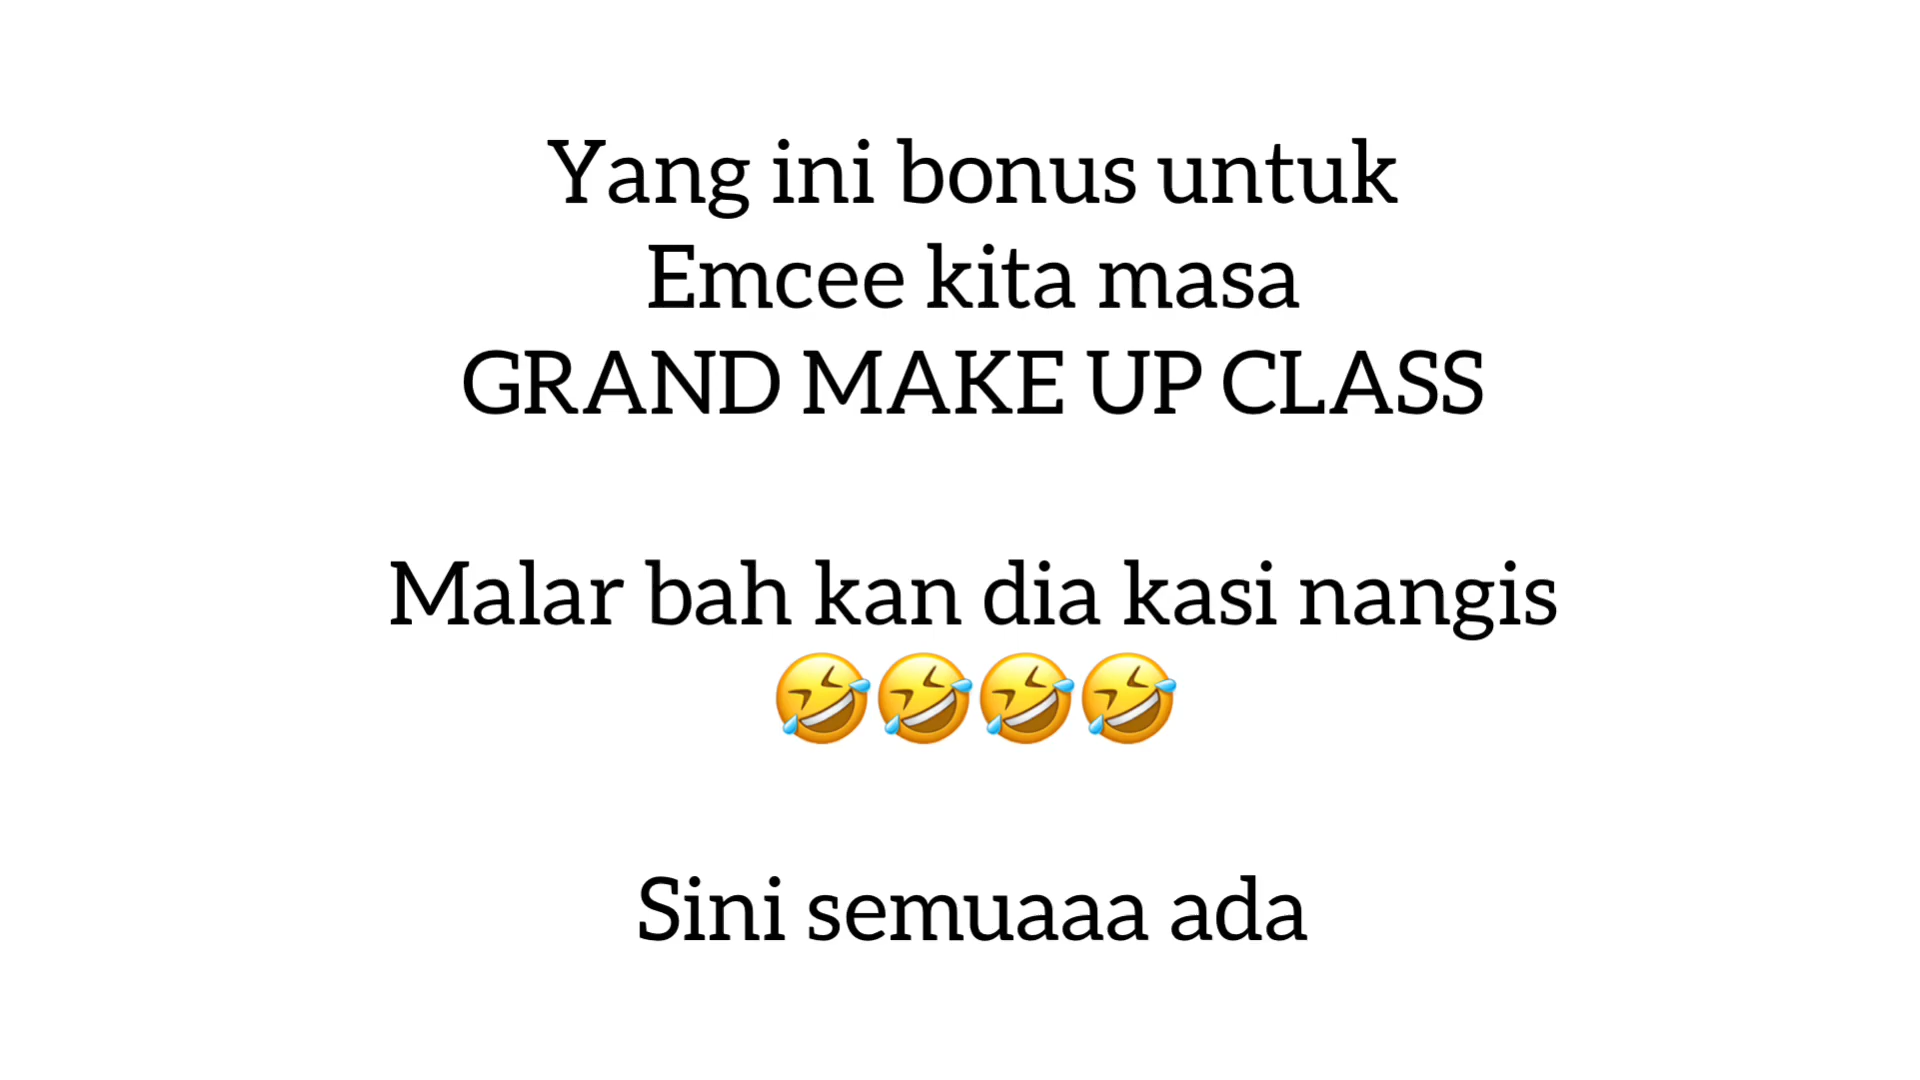 Yang ini bonus untuk
Emcee kita masa
GRAND MAKE UP CLASS
Malar bah kan dia kasi nangis
🤣🤣🤣🤣
Sini semuaaa ada